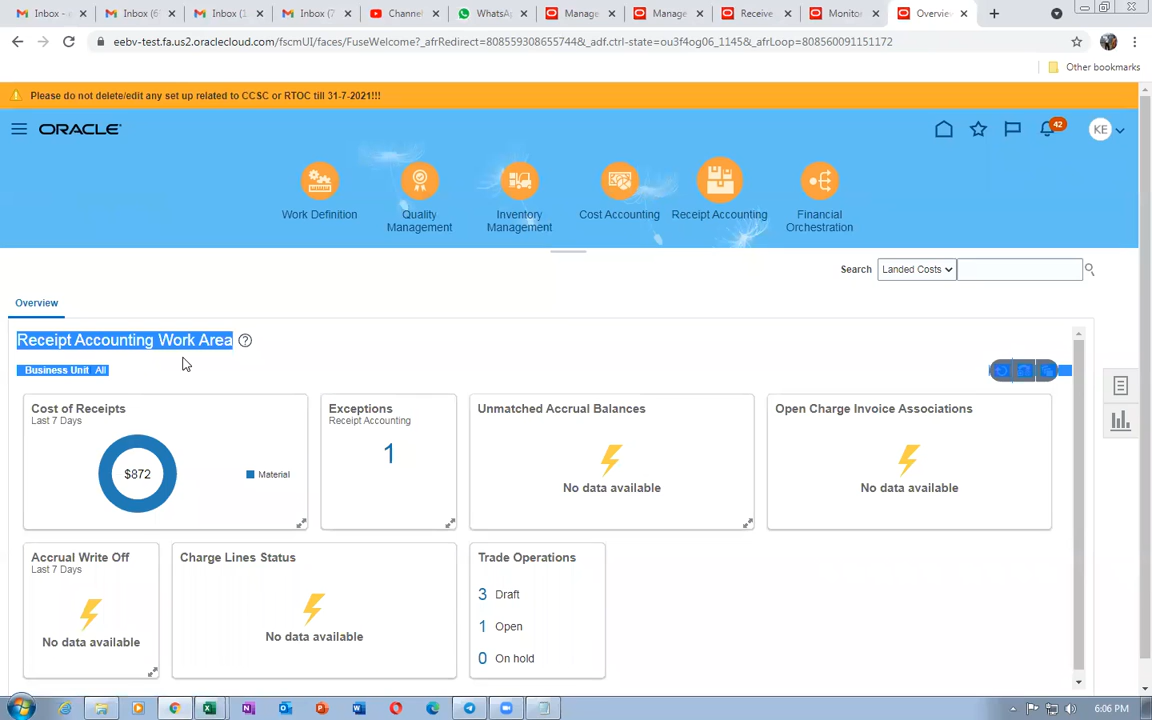 Inbox -
Inbox (6
Inbox (1
Inbox (7
Channel
WhatsA
Manage
Manage
Receive
Monitor
Overvie
eebv-test.fa.us2.oraclecloud.com/fscmUI/faces/FuseWelcome?_afrRedirect=808559308655744&_adf.ctrl-state=ou3f4og06_1145&_afrLoop=808560091151172
Other bookmarks
Please do not delete/edit any set up related to CCSC or RTOC till 31-7-2021!!!
ORACLE
42
KE
Work Definition
Quality Management
Inventory Management
Cost Accounting
Receipt Accounting
Financial Orchestration
Search
Landed Costs
Overview
Receipt Accounting Work Area
Business Unit All
Cost of Receipts
Last 7 Days
$872
Material
Exceptions
Receipt Accounting
1
Unmatched Accrual Balances
No data available
Open Charge Invoice Associations
No data available
Accrual Write Off
Last 7 Days
No data available
Charge Lines Status
No data available
Trade Operations
3 Draft
1 Open
0 On hold
6:06 PM